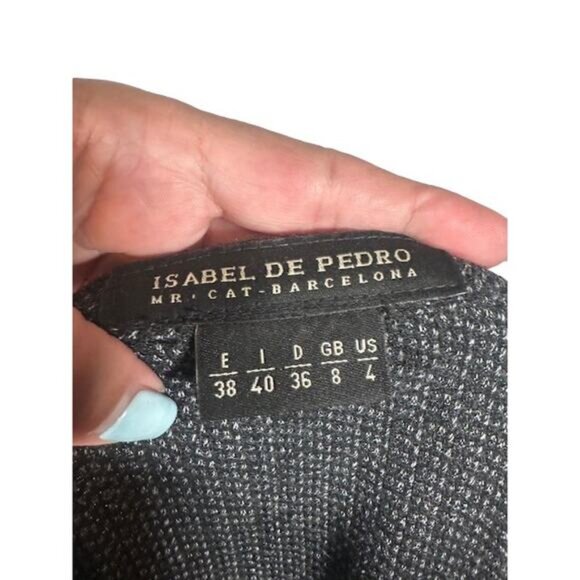 ISABEL DE PEDRO
MR· CAT-BARCELONA
E I D GB US
38 40 36 8 4